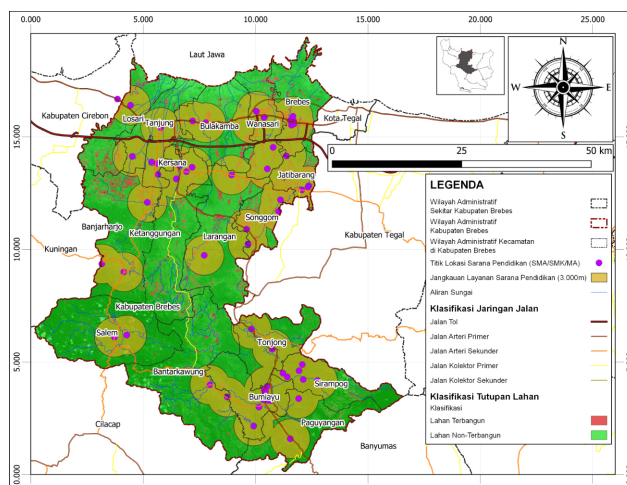 5.000
10.000
15.000
20.000
25.000
Laut Jawa
Kabupaten Cirebon
Losari
Tanjung
Bulakamba
Wanasari
Brebes
Kota Tegal
15.000
Kersana
Jatibarang
Banjarharjo
Ketanggungan
Songgom
Larangan
Kabupaten Tegal
Kuningan
10.000
Kabupaten Brebes
Salem
Tonjong
5.000
Bantarkawung
Sirampog
Bumiayu
Paguyangan
Cilacap
Banyumas
0.000
N
W
E
S
0
25
50 km
LEGENDA
Wilayah Administratif
Sekitar Kabupaten Brebes
Wilayah Administratif
Kabupaten Brebes
Wilayah Administratif Kecamatan
di Kabupaten Brebes
Titik Lokasi Sarana Pendidikan (SMA/SMK/MA)
Jangkauan Layanan Sarana Pendidikan (3.000m)
Aliran Sungai
Klasifikasi Jaringan Jalan
Jalan Tol
Jalan Arteri Primer
Jalan Arteri Sekunder
Jalan Kolektor Primer
Jalan Kolektor Sekunder
Klasifikasi Tutupan Lahan
Klasifikasi
Lahan Terbangun
Lahan Non-Terbangun